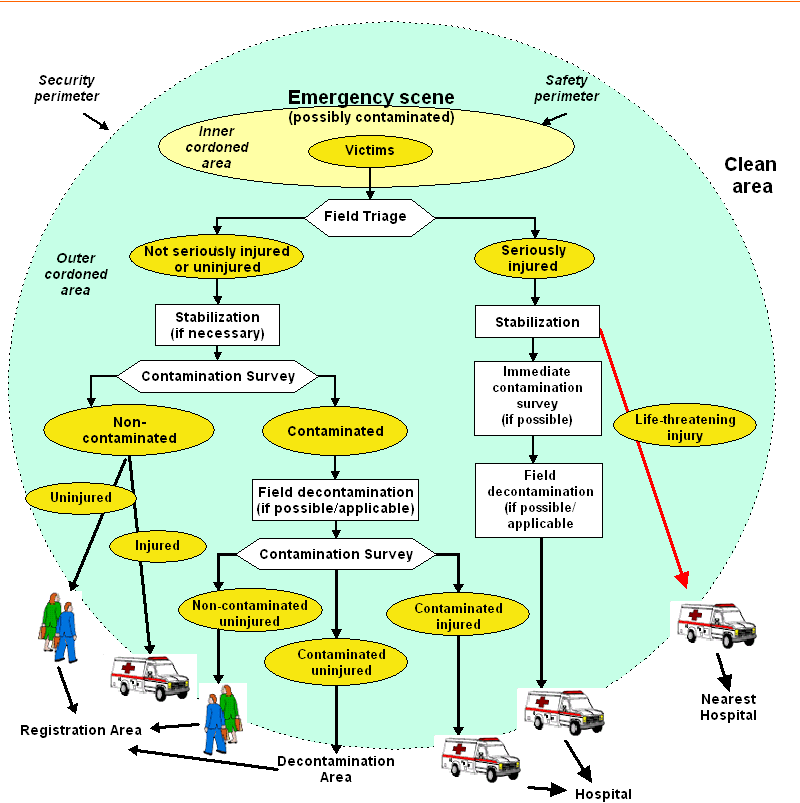 Security
perimeter
Safety
perimeter
Emergency scene
(possibly contaminated)
Inner
cordoned
area
Victims
Clean
area
Field Triage
Outer
cordoned
area
Not seriously injured
or uninjured
Seriously
injured
Stabilization
(if necessary)
Stabilization
Contamination Survey
Immediate
contamination
survey
(if possible)
Non-
contaminated
Contaminated
Life-threatening
injury
Uninjured
Injured
Field decontamination
(if possible/applicable)
Field
decontamination
(if possible/
applicable
Contamination Survey
Non-contaminated
uninjured
Contaminated
uninjured
Contaminated
injured
Nearest
Hospital
Registration Area
Decontamination
Area
Hospital